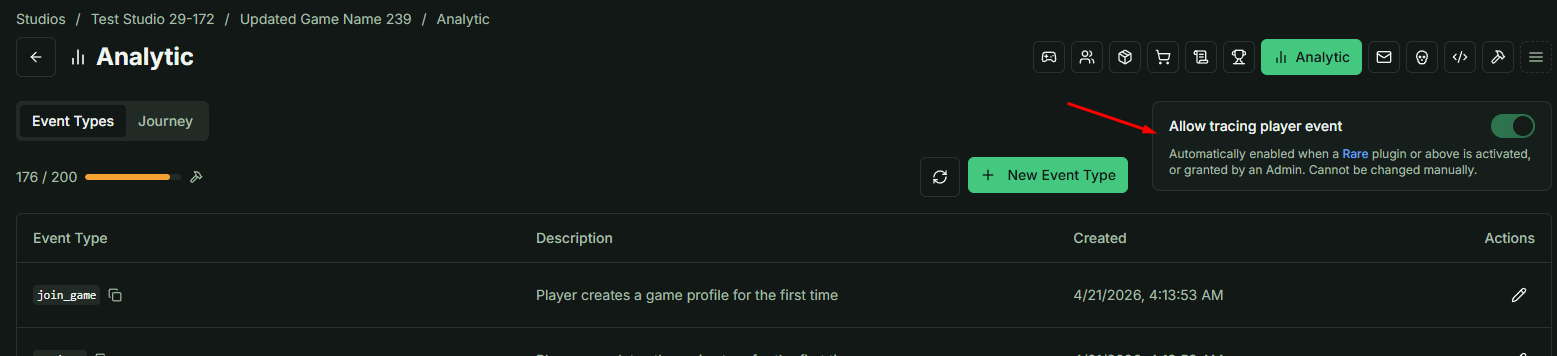 Studios / Test Studio 29-172 / Updated Game Name 239 / Analytic
Analytic
Analytic
Event Types Journey
Allow tracing player event
Automatically enabled when a Rare plugin or above is activated,
or granted by an Admin. Cannot be changed manually.
176 / 200
+ New Event Type
Event Type Description Created Actions
join_game Player creates a game profile for the first time 4/21/2026, 4:13:53 AM